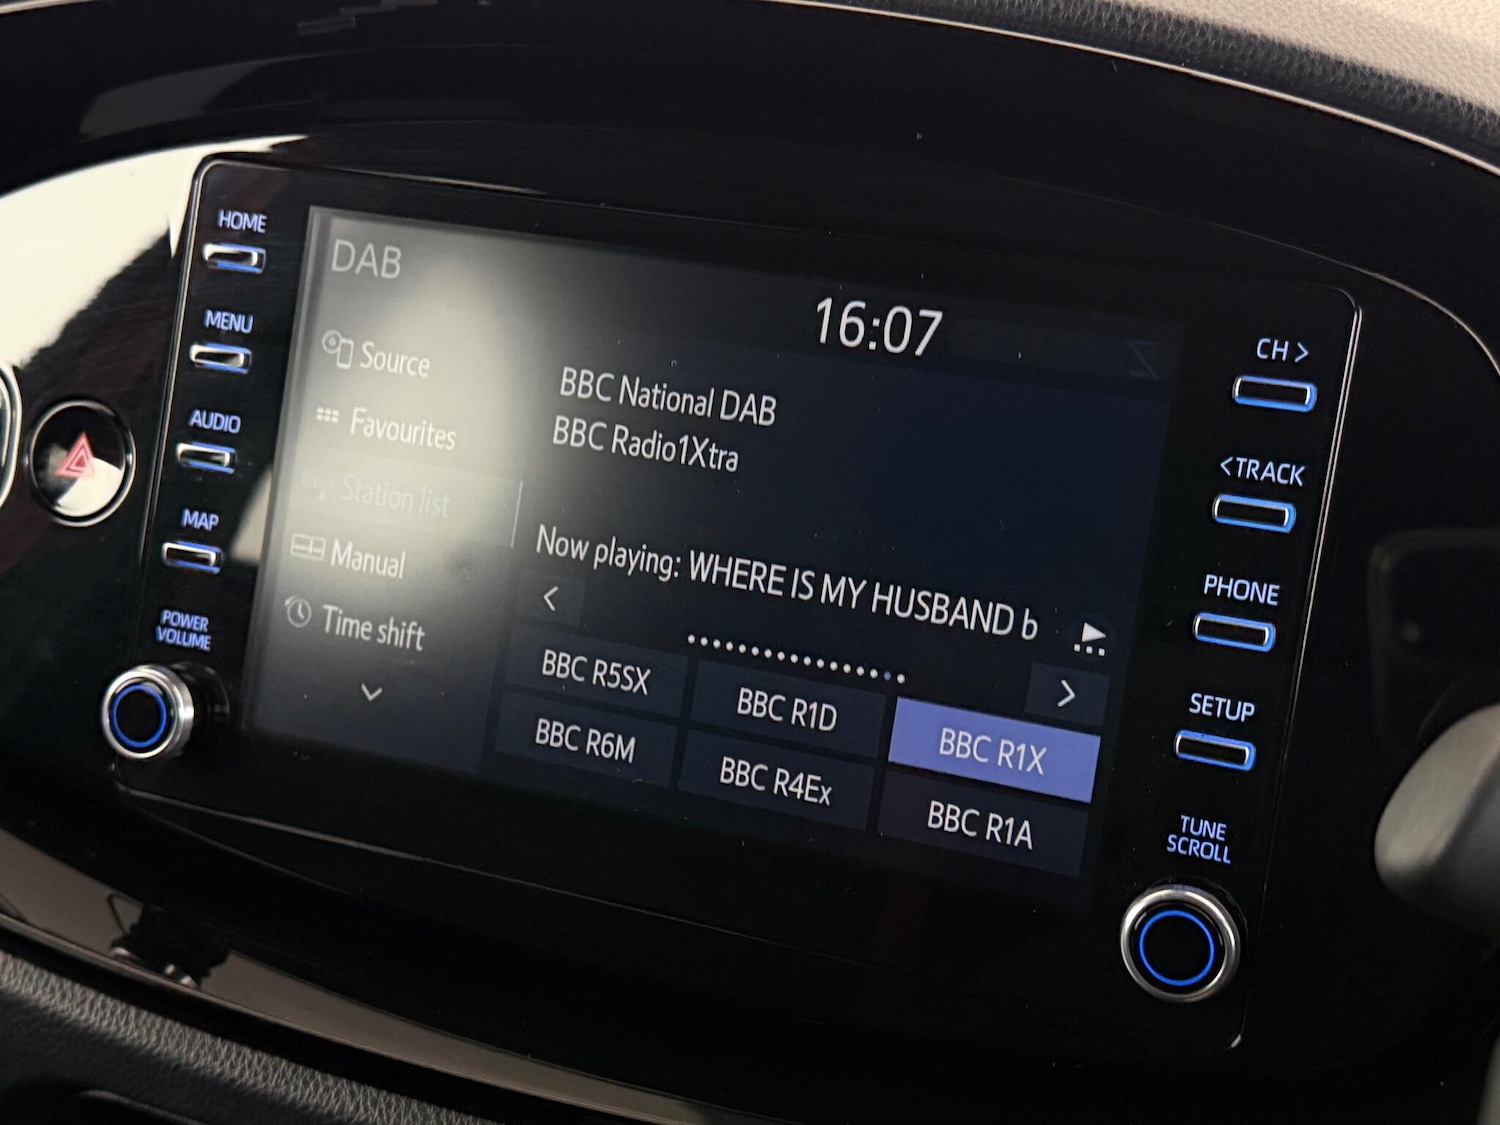 HOME
MENU
AUDIO
MAP
POWER
VOLUME
DAB
Source
Favourites
Station list
Manual
Time shift
16:07
BBC National DAB
BBC Radio1Xtra
Now playing: WHERE IS MY HUSBAND b
BBC R5SX
BBC R1D
BBC R1X
BBC R6M
BBC R4Ex
BBC R1A
CH >
<TRACK
PHONE
SETUP
TUNE
SCROLL